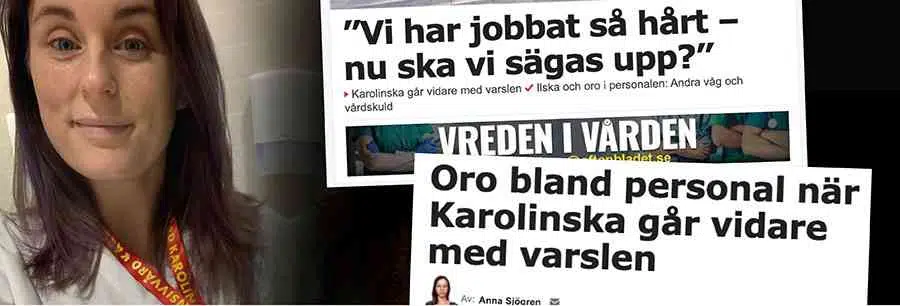 ”Vi har jobbat så hårt –
nu ska vi sägas upp?”
Karolinska går vidare med varslen ✓ Ilska och oro i personalen: Andra våg och
vårdskuld
VREDEN I VÅRDEN
@aftonbladet.se
Oro bland personal när
Karolinska går vidare
med varslen
Av: Anna Sjögren
NSIVVÅRD KAROLIN